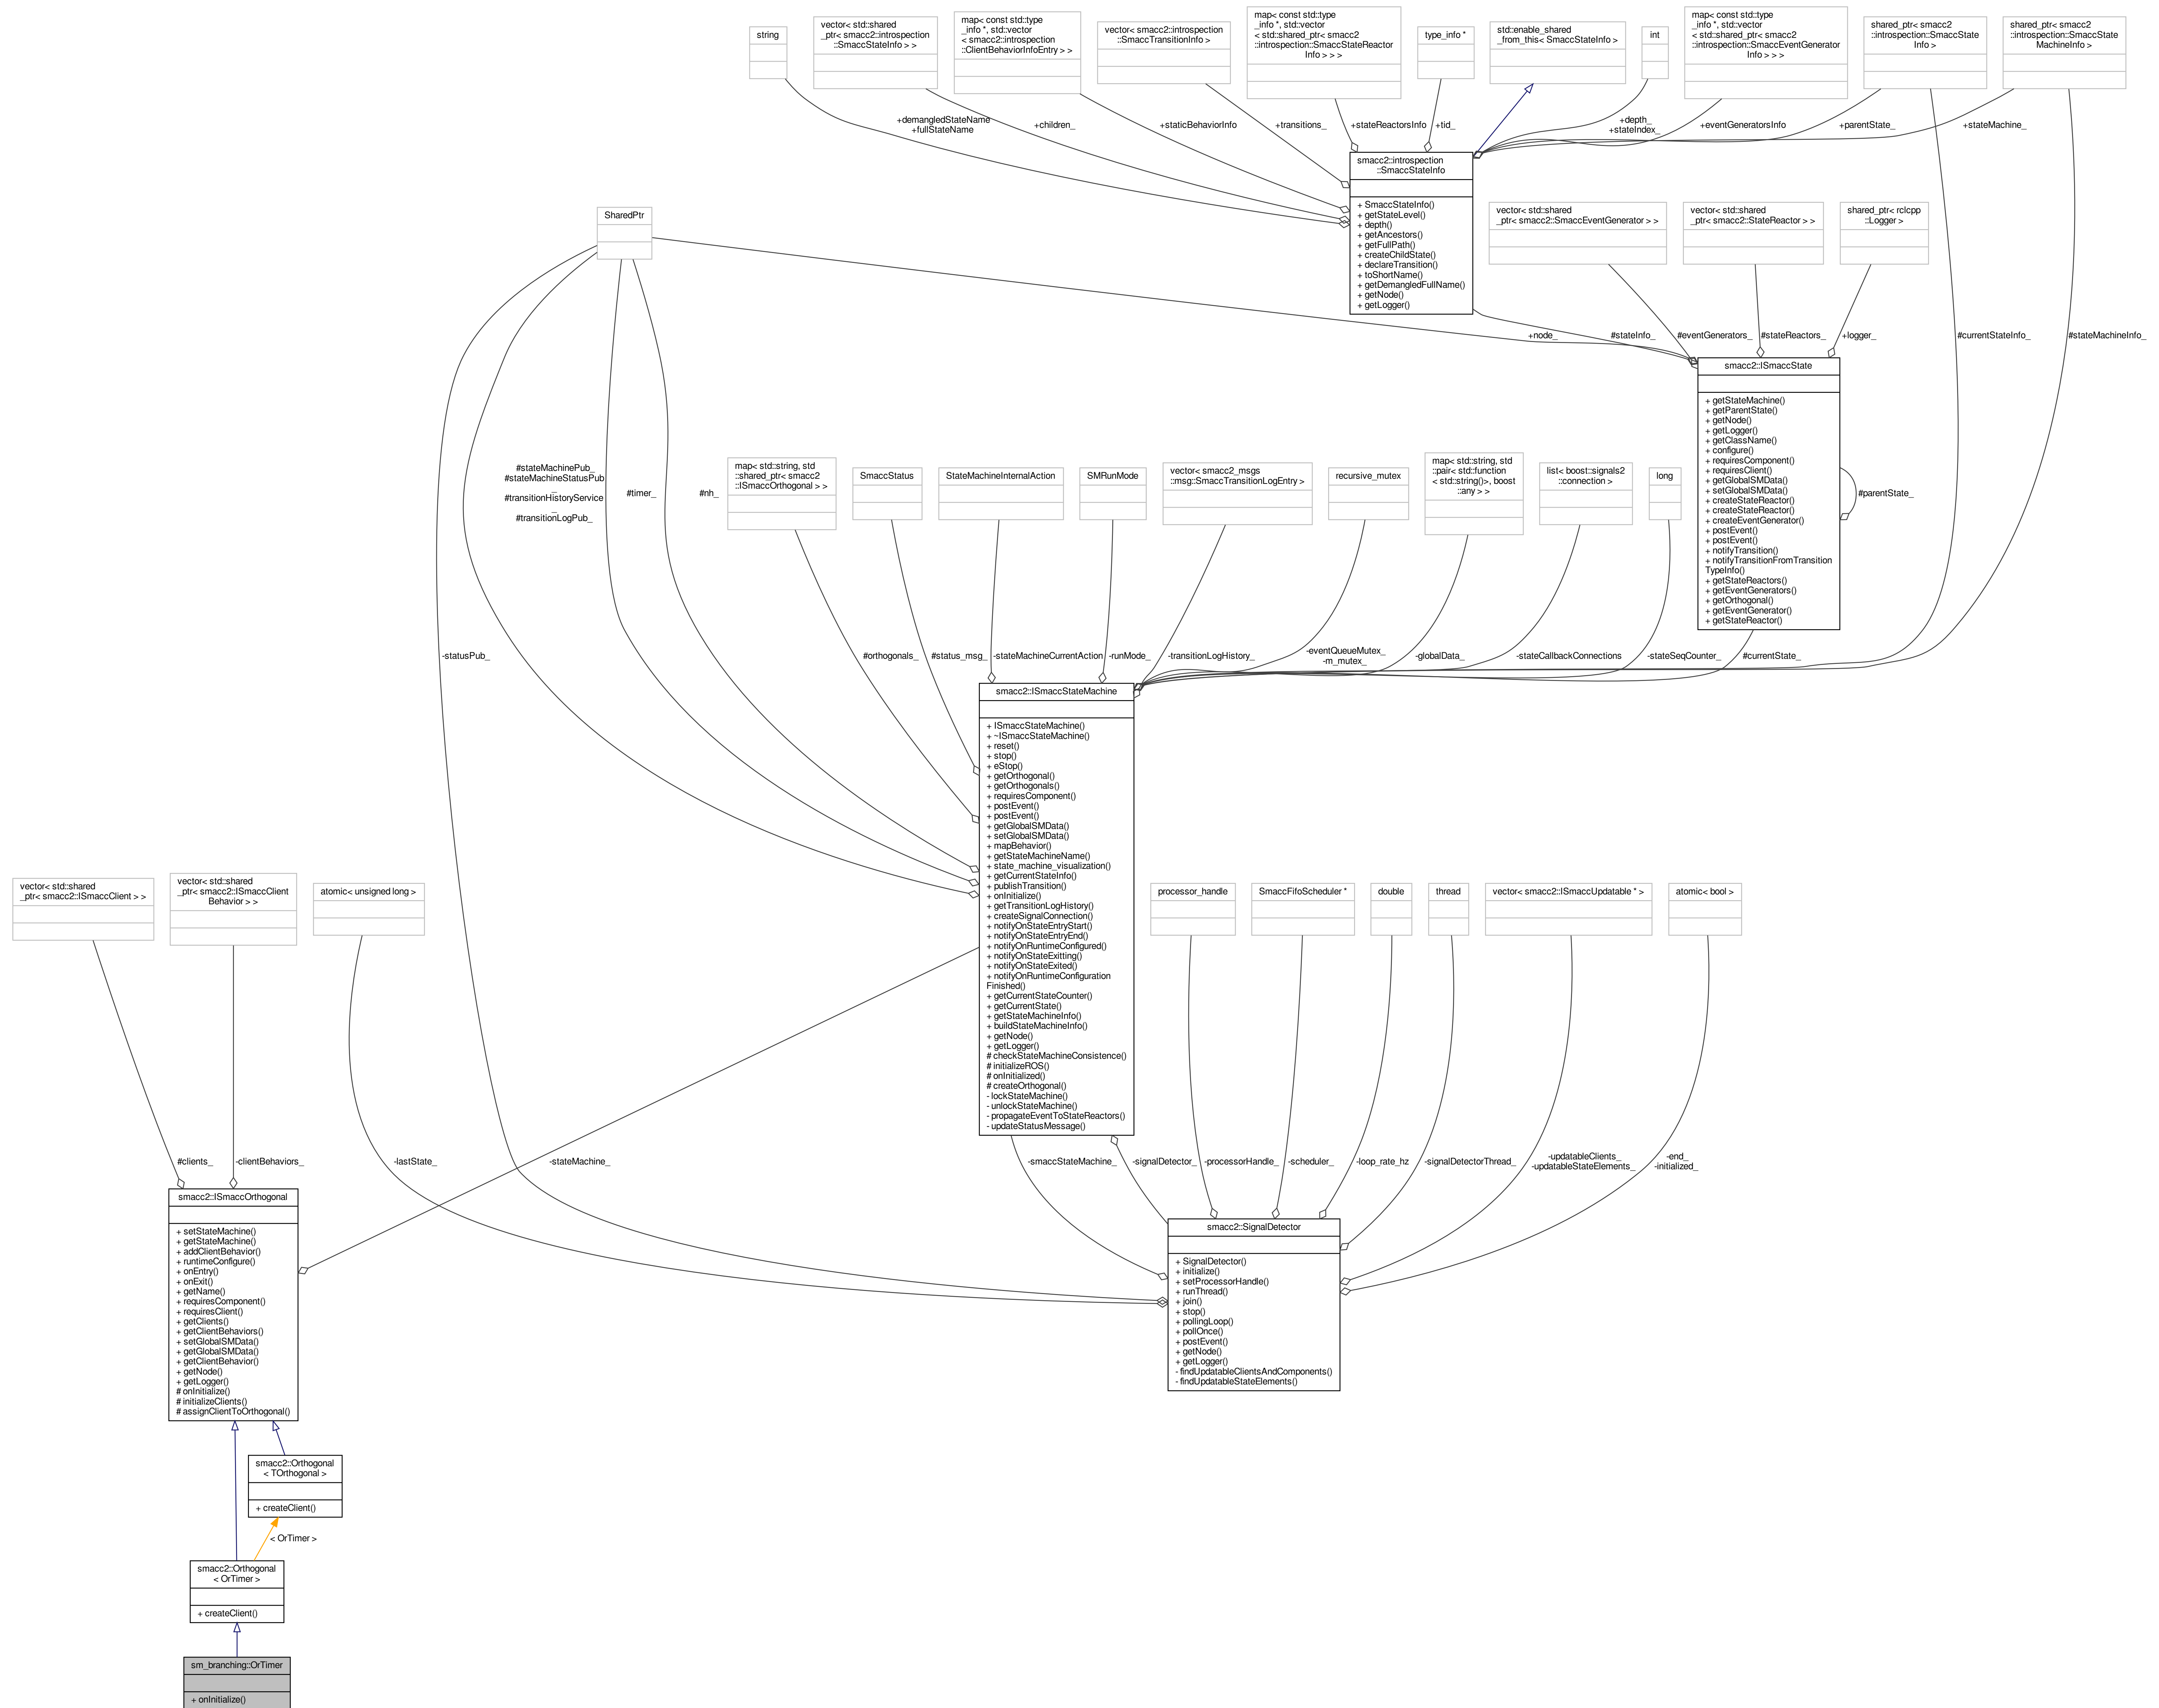 string
vector< std::shared
_ptr< smacc2::introspection
::SmaccStateInfo > >
map< const std::type
_info *, std::vector
< smacc2::introspection
::ClientBehaviorInfoEntry > >
vector< smacc2::introspection
::SmaccTransitionInfo >
map< const std::type
_info *, std::vector
< std::shared_ptr< smacc2
::introspection::SmaccStateReactor
Info > > >
type_info *
std::enable_shared
_from_this< SmaccStateInfo >
int
map< const std::type
_info *, std::vector
< std::shared_ptr< smacc2
::introspection::SmaccEventGenerator
Info > > >
shared_ptr< smacc2
::introspection::SmaccState
Info >
shared_ptr< smacc2
::introspection::SmaccState
MachineInfo >
+demangledStateName
+fullStateName
+children_
+staticBehaviorInfo
+transitions_
+stateReactorsInfo
+tid_
+depth_
+stateIndex_
+eventGeneratorsInfo
+parentState_
+stateMachine_
smacc2::introspection
::SmaccStateInfo
+ SmaccStateInfo()
+ getStateLevel()
+ depth()
+ getAncestors()
+ getFullPath()
+ createChildState()
+ declareTransition()
+ toShortName()
+ getDemangledFullName()
+ getNode()
+ getLogger()
SharedPtr
vector< std::shared
_ptr< smacc2::SmaccEventGenerator > >
vector< std::shared
_ptr< smacc2::StateReactor > >
shared_ptr< rclcpp
::Logger >
+node_
#stateInfo_
#eventGenerators_
#stateReactors_
+logger_
#currentStateInfo_
#stateMachineInfo_
smacc2::ISmaccState
+ getStateMachine()
+ getParentState()
+ getNode()
+ getLogger()
+ getClassName()
+ configure()
+ requiresComponent()
+ requiresClient()
+ getGlobalSMData()
+ setGlobalSMData()
+ createStateReactor()
+ createStateReactor()
+ createEventGenerator()
+ postEvent()
+ postEvent()
+ notifyTransition()
+ notifyTransitionFromTransition
TypeInfo()
+ getStateReactors()
+ getEventGenerators()
+ getOrthogonal()
+ getEventGenerator()
+ getStateReactor()
#parentState_
#stateMachinePub_
#stateMachineStatusPub
_
#transitionHistoryService
_
#transitionLogPub_
#timer_
#nh_
map< std::string, std
::shared_ptr< smacc2
::ISmaccOrthogonal > >
SmaccStatus
StateMachineInternalAction
SMRunMode
vector< smacc2_msgs
::msg::SmaccTransitionLogEntry >
recursive_mutex
map< std::string, std
::pair< std::function
< std::string()>, boost
::any > >
list< boost::signals2
::connection >
long
-statusPub_
#orthogonals_
#status_msg_
-stateMachineCurrentAction
-runMode_
-transitionLogHistory_
-eventQueueMutex_
-m_mutex_
-globalData_
-stateCallbackConnections
-stateSeqCounter_
#currentState_
smacc2::ISmaccStateMachine
+ ISmaccStateMachine()
+ ~ISmaccStateMachine()
+ reset()
+ stop()
+ eStop()
+ getOrthogonal()
+ getOrthogonals()
+ requiresComponent()
+ postEvent()
+ postEvent()
+ getGlobalSMData()
+ setGlobalSMData()
+ mapBehavior()
+ getStateMachineName()
+ state_machine_visualization()
+ getCurrentStateInfo()
+ publishTransition()
+ onInitialize()
+ getTransitionLogHistory()
+ createSignalConnection()
+ notifyOnStateEntryStart()
+ notifyOnStateEntryEnd()
+ notifyOnRuntimeConfigured()
+ notifyOnStateExitting()
+ notifyOnStateExited()
+ notifyOnRuntimeConfiguration
Finished()
+ getCurrentStateCounter()
+ getCurrentState()
+ getStateMachineInfo()
+ buildStateMachineInfo()
+ getNode()
+ getLogger()
# checkStateMachineConsistence()
# initializeROS()
# onInitialized()
# createOrthogonal()
- lockStateMachine()
- unlockStateMachine()
- propagateEventToStateReactors()
- updateStatusMessage()
vector< std::shared
_ptr< smacc2::ISmaccClient > >
vector< std::shared
_ptr< smacc2::ISmaccClient
Behavior > >
atomic< unsigned long >
processor_handle
SmaccFifoScheduler *
double
thread
vector< smacc2::ISmaccUpdatable * >
atomic< bool >
#clients_
-clientBehaviors_
-lastState_
-stateMachine_
-smaccStateMachine_
-signalDetector_
-processorHandle_
-scheduler_
-loop_rate_hz
-signalDetectorThread_
-updatableClients_
-updatableStateElements_
-end_
-initialized_
smacc2::ISmaccOrthogonal
+ setStateMachine()
+ getStateMachine()
+ addClientBehavior()
+ runtimeConfigure()
+ onEntry()
+ onExit()
+ getName()
+ requiresComponent()
+ requiresClient()
+ getClients()
+ getClientBehaviors()
+ setGlobalSMData()
+ getGlobalSMData()
+ getClientBehavior()
+ getNode()
+ getLogger()
# onInitialize()
# initializeClients()
# assignClientToOrthogonal()
smacc2::SignalDetector
+ SignalDetector()
+ initialize()
+ setProcessorHandle()
+ runThread()
+ join()
+ stop()
+ pollingLoop()
+ pollOnce()
+ postEvent()
+ getNode()
+ getLogger()
- findUpdatableClientsAndComponents()
- findUpdatableStateElements()
smacc2::Orthogonal
< TOrthogonal >
+ createClient()
< OrTimer >
smacc2::Orthogonal
< OrTimer >
+ createClient()
sm_branching::OrTimer
+ onInitialize()